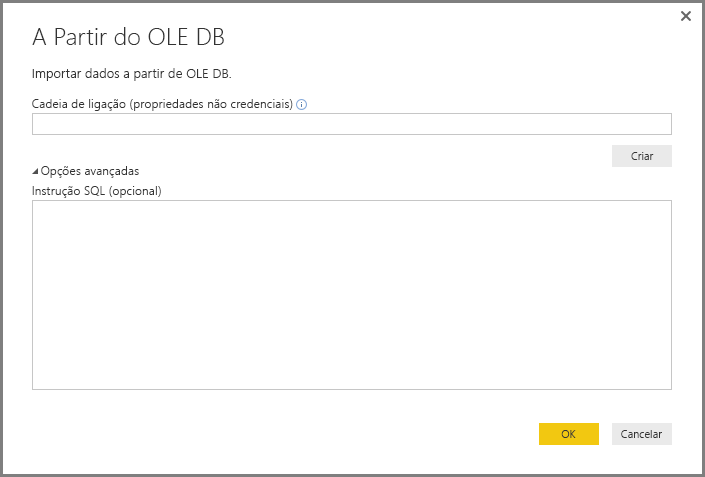 A Partir do OLE DB
Importar dados a partir de OLE DB.
Cadeia de ligação (propriedades não credenciais)
Criar
Opções avançadas
Instrução SQL (opcional)
OK
Cancelar